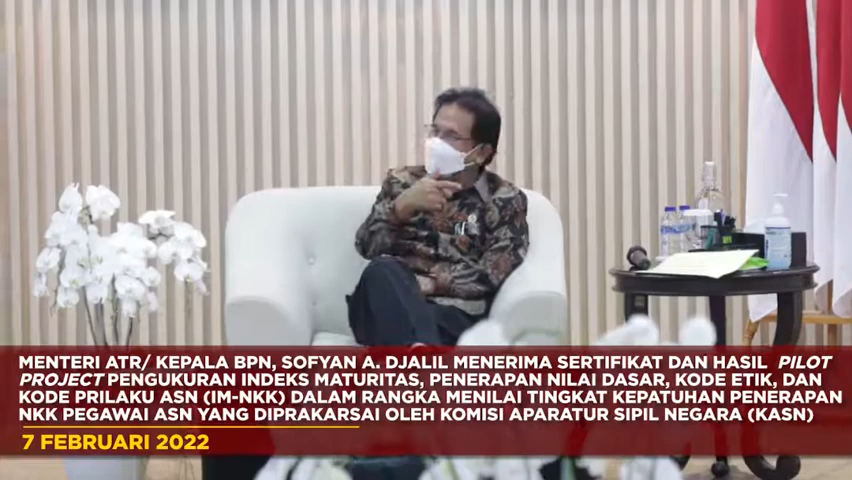 MENTERI ATR/ KEPALA BPN, SOFYAN A. DJALIL MENERIMA SERTIFIKAT DAN HASIL PILOT
PROJECT PENGUKURAN INDEKS MATURITAS, PENERAPAN NILAI DASAR, KODE ETIK, DAN
KODE PRILAKU ASN (IM-NKK) DALAM RANGKA MENILAI TINGKAT KEPATUHAN PENERAPAN
NKK PEGAWAI ASN YANG DIPRAKARSAI OLEH KOMISI APARATUR SIPIL NEGARA (KASN)
7 FEBRUARI 2022